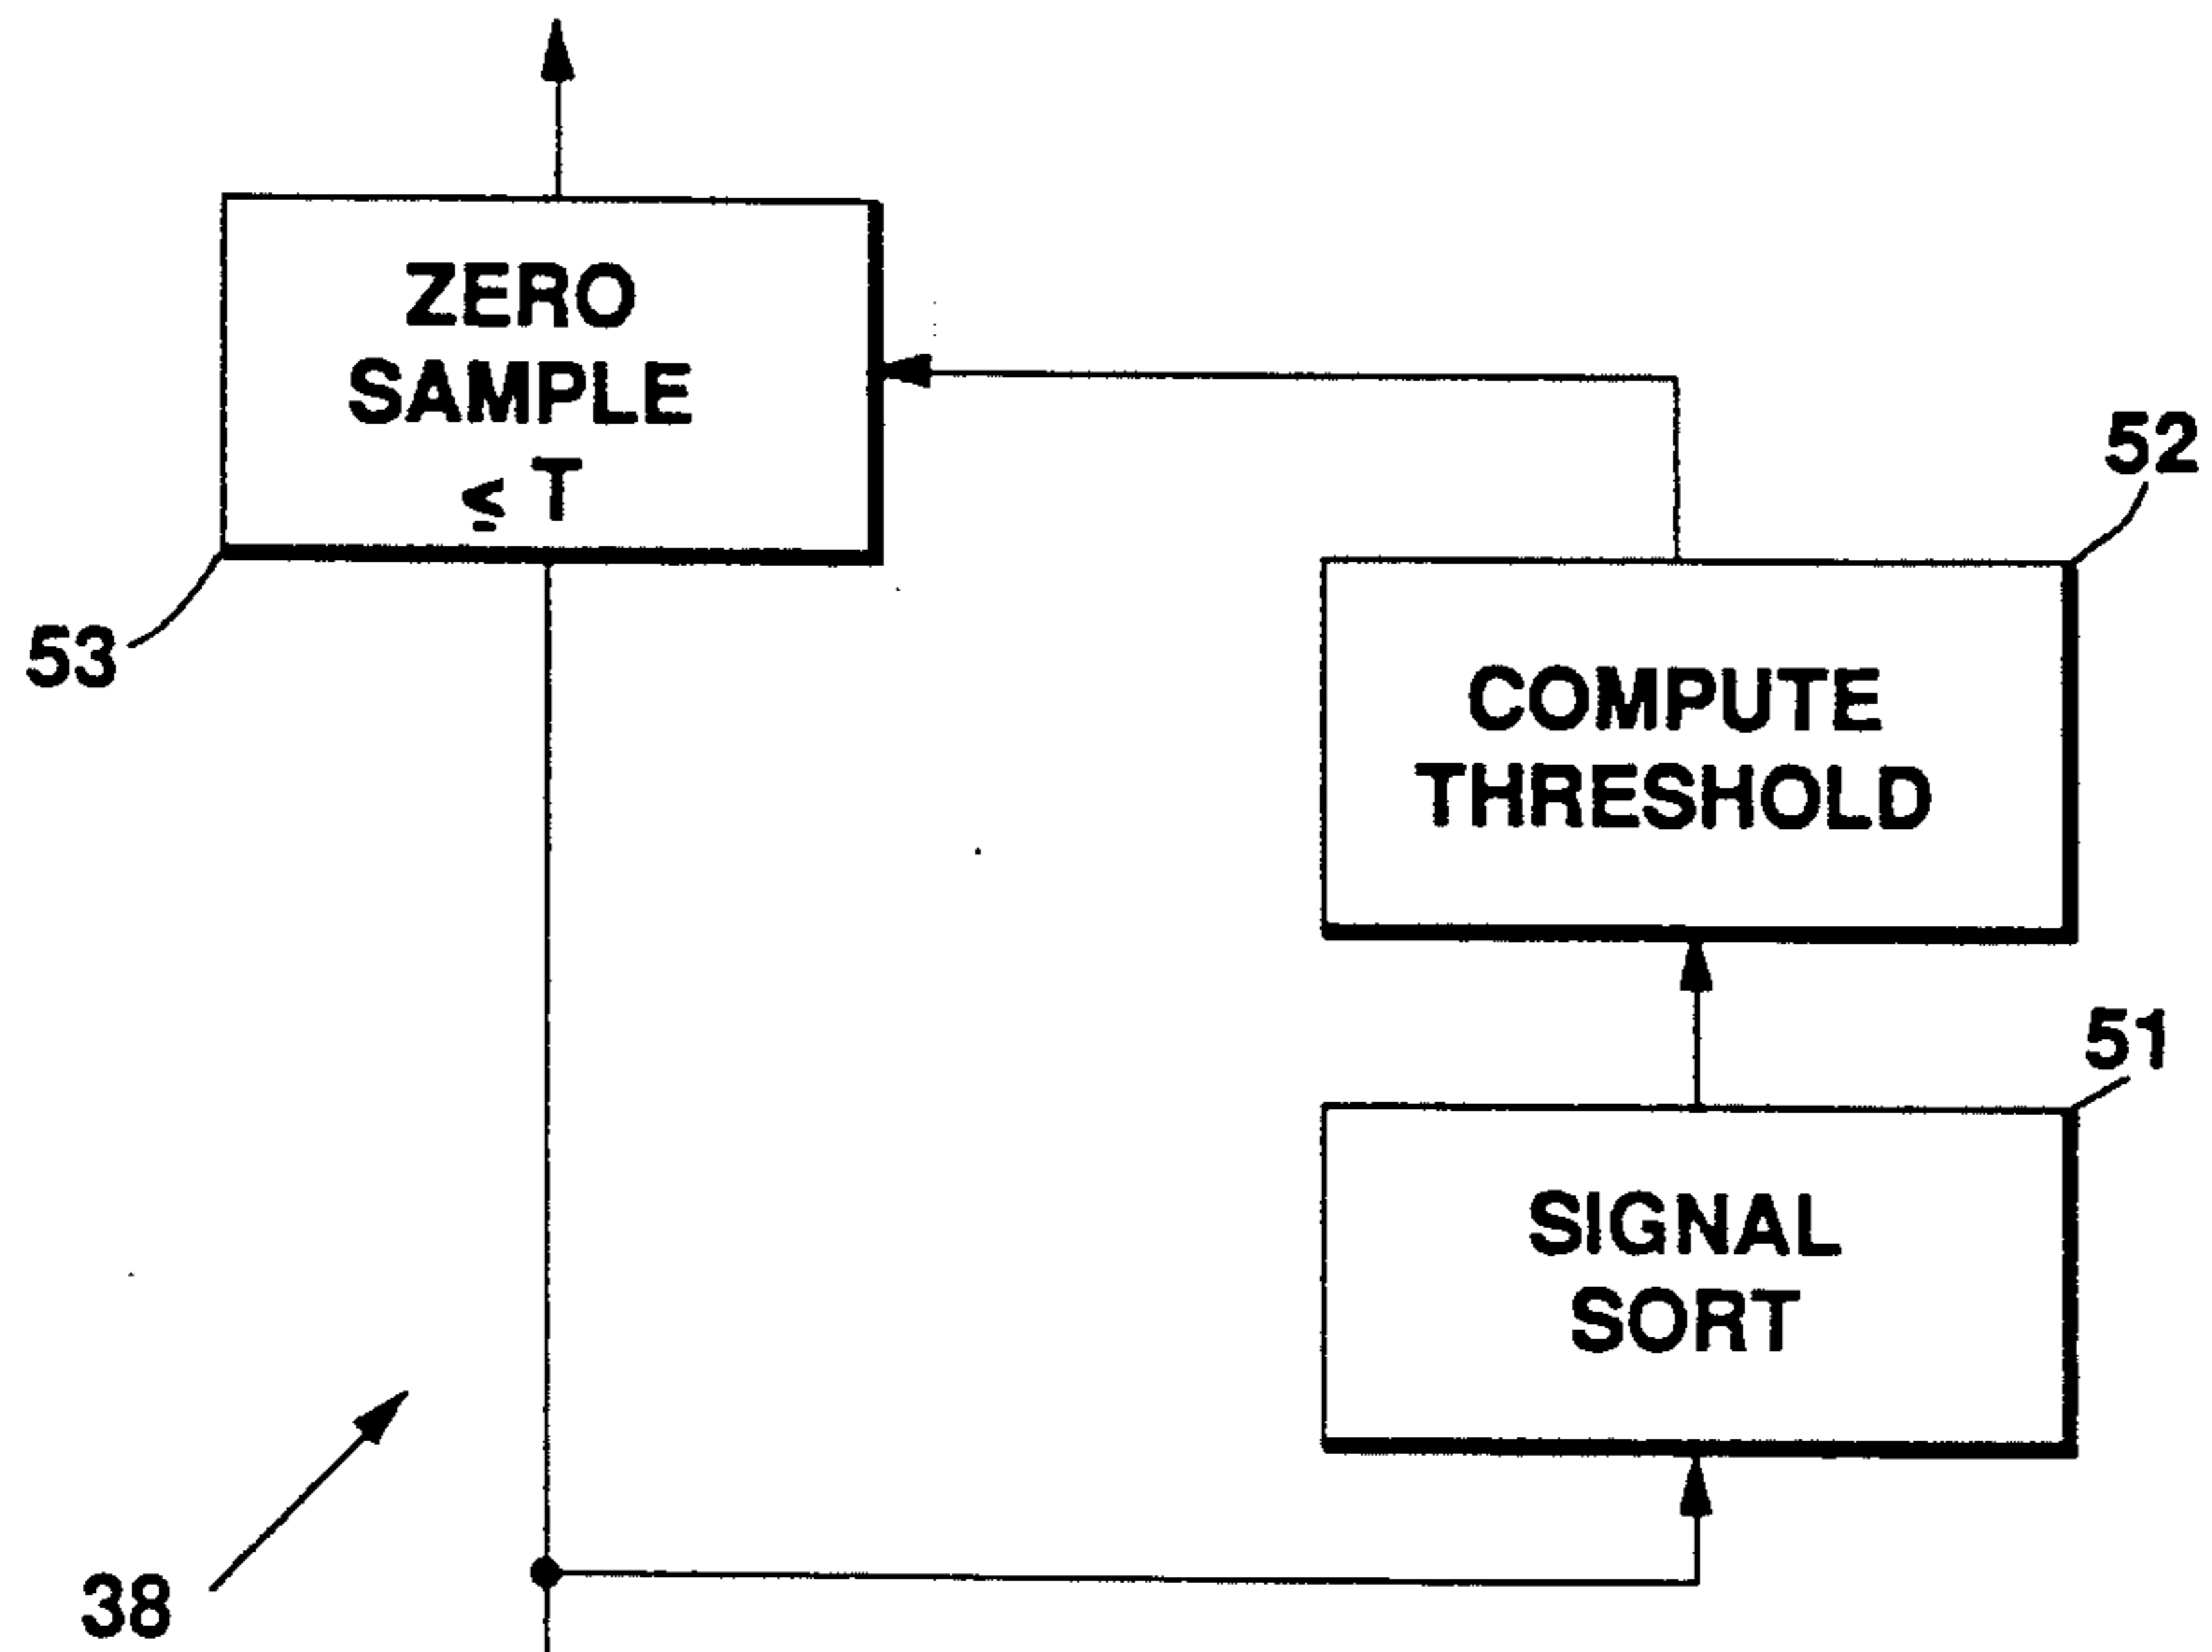 ZERO
SAMPLE
≤ T
53
52
COMPUTE
THRESHOLD
51
SIGNAL
SORT
38